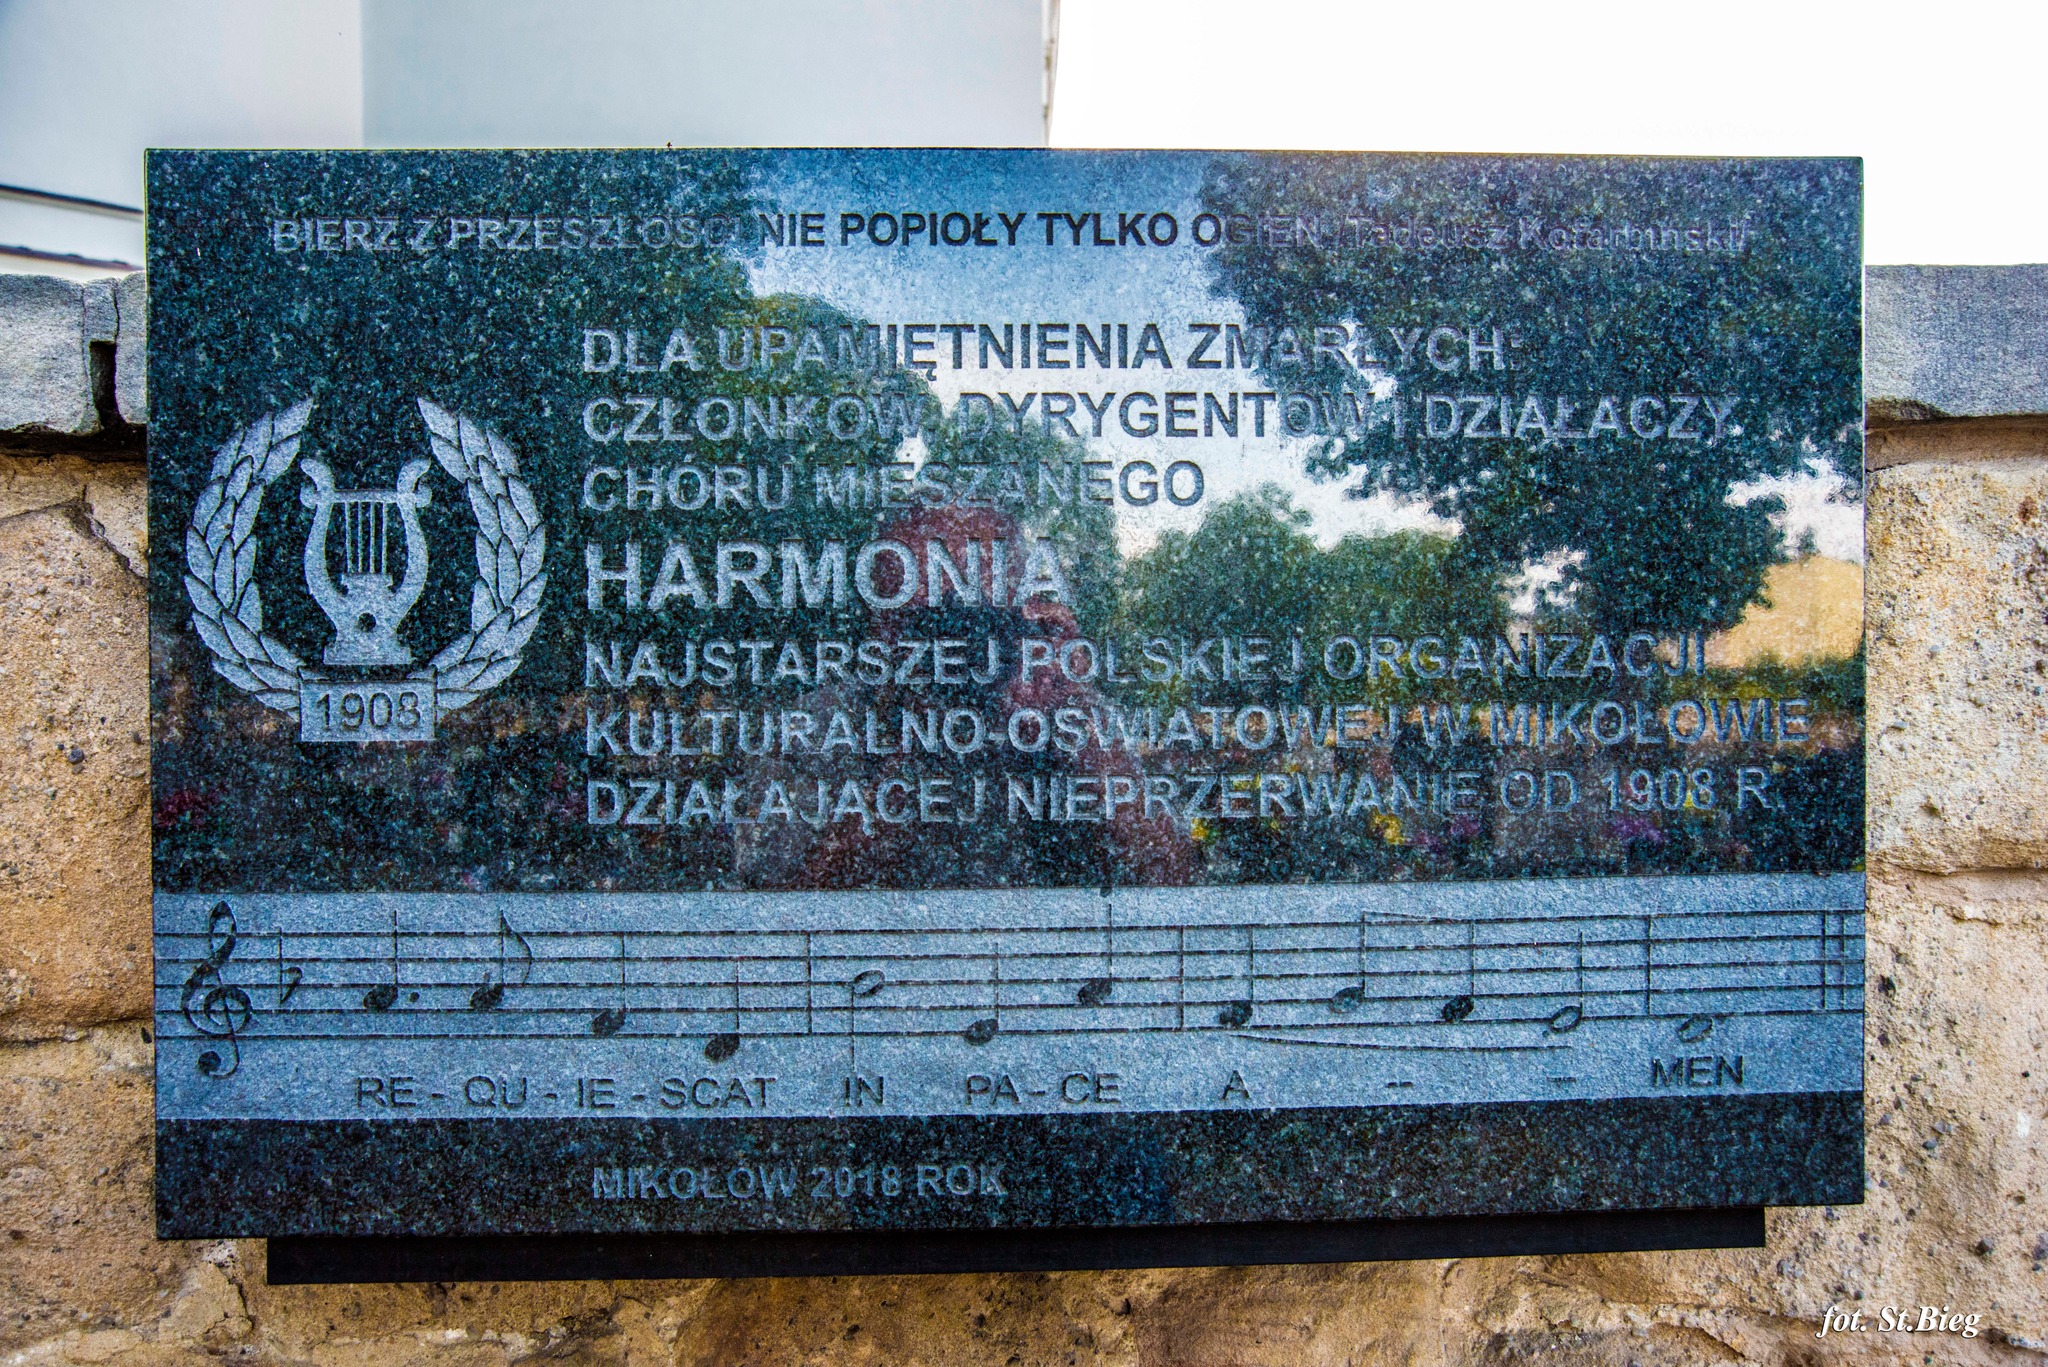 BIERZ Z PRZESZŁOŚCI NIE POPIOŁY TYLKO OGIEŃ /Tadeusz Kotarbiński/
DLA UPAMIĘTNIENIA ZMARŁYCH:
CZŁONKÓW, DYRYGENTÓW I DZIAŁACZY
CHÓRU MIESZANEGO
HARMONIA
NAJSTARSZEJ POLSKIEJ ORGANIZACJI
KULTURALNO-OŚWIATOWEJ W MIKOŁOWIE
DZIAŁAJĄCEJ NIEPRZERWANIE OD 1908 R.
1908
RE - QU - IE - SCAT IN PA - CE A - - MEN
MIKOŁÓW 2018 ROK
fot. St.Bieg